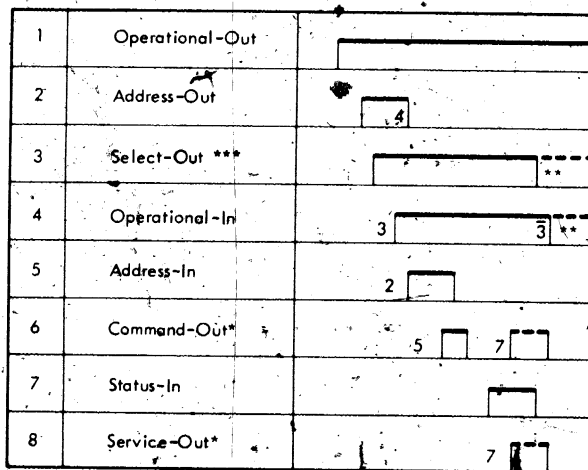 1 Operational-Out
2 Address-Out 4
3 Select-Out *** **
4 Operational-In 3 3̅ **
5 Address-In 2
6 Command-Out* 5 7
7 Status-In
8 Service-Out* 7